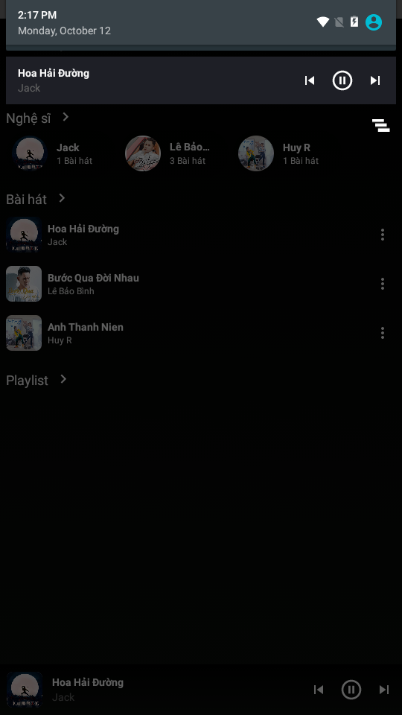 2:17 PM
Monday, October 12
Hoa Hải Đường
Jack
Nghệ sĩ
Jack
1 Bài hát
Lê Bảo...
3 Bài hát
Huy R
1 Bài hát
Bài hát
Hoa Hải Đường
Jack
Bước Qua Đời Nhau
Lê Bảo Bình
Anh Thanh Nien
Huy R
Playlist
Hoa Hải Đường
Jack